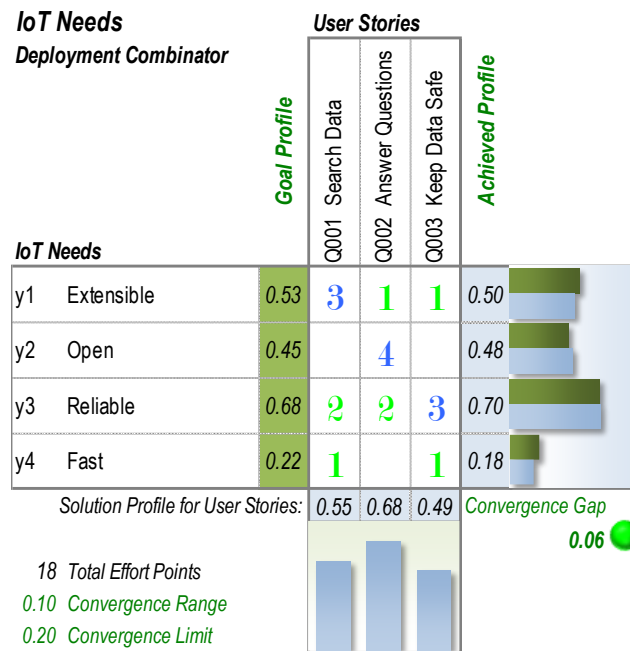 IoT Needs User Stories
Deployment Combinator
Goal Profile
Q001 Search Data
Q002 Answer Questions
Q003 Keep Data Safe
Achieved Profile
IoT Needs
y1 Extensible 0.53 3 1 1 0.50
y2 Open 0.45 4 0.48
y3 Reliable 0.68 2 2 3 0.70
y4 Fast 0.22 1 1 0.18
Solution Profile for User Stories: 0.55 0.68 0.49 Convergence Gap
0.06
18 Total Effort Points
0.10 Convergence Range
0.20 Convergence Limit